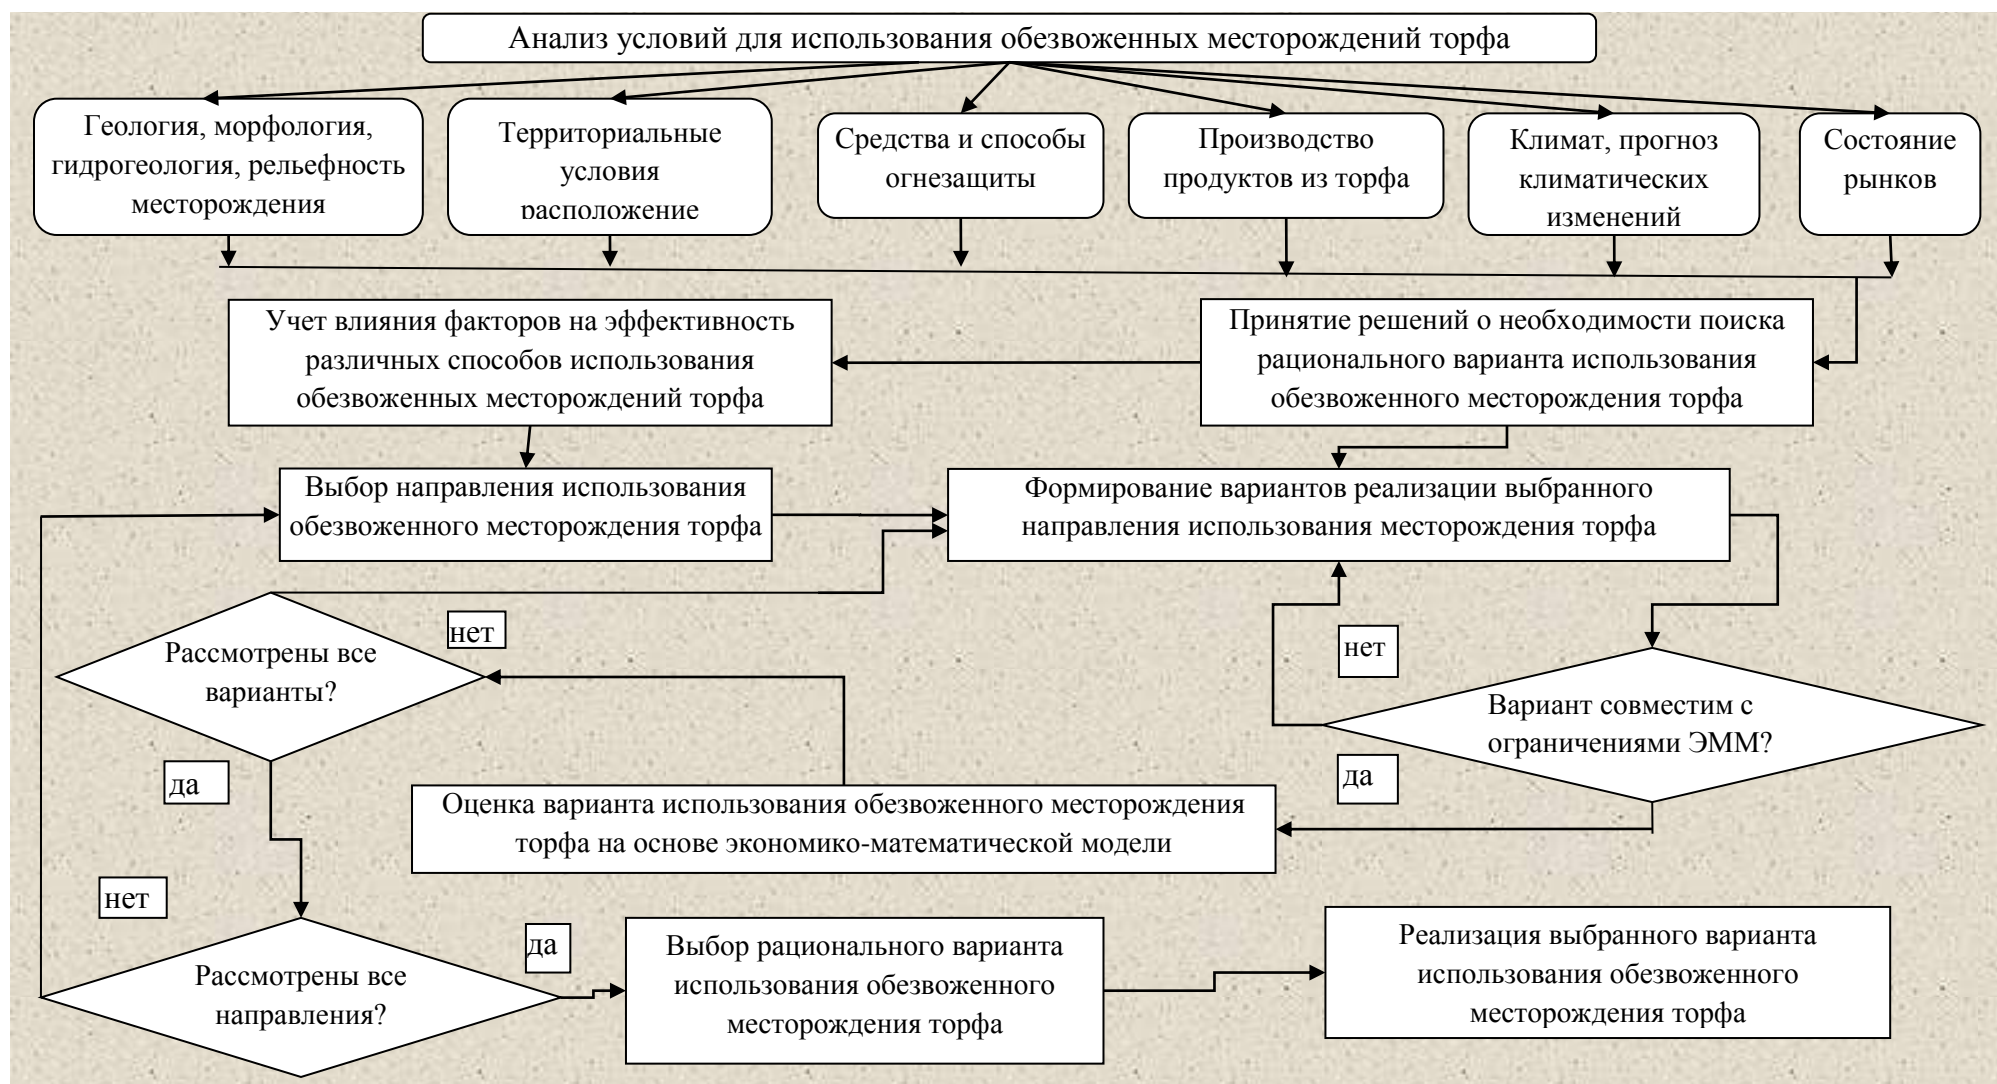 Анализ условий для использования обезвоженных месторождений торфа
Геология, морфология,
гидрогеология, рельефность
месторождения
Территориальные
условия
расположение
Средства и способы
огнезащиты
Производство
продуктов из торфа
Климат, прогноз
климатических
изменений
Состояние
рынков
Учет влияния факторов на эффективность
различных способов использования
обезвоженных месторождений торфа
Принятие решений о необходимости поиска
рационального варианта использования
обезвоженного месторождения торфа
Выбор направления использования
обезвоженного месторождения торфа
Формирование вариантов реализации выбранного
направления использования месторождения торфа
нет
Рассмотрены все
варианты?
нет
Вариант совместим с
ограничениями ЭММ?
да
да
Оценка варианта использования обезвоженного месторождения
торфа на основе экономико-математической модели
нет
Рассмотрены все
направления?
да
Выбор рационального варианта
использования обезвоженного
месторождения торфа
Реализация выбранного варианта
использования обезвоженного
месторождения торфа